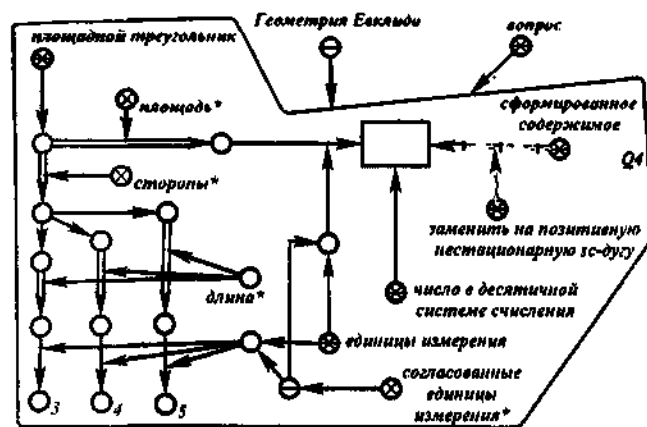 Геометрия Евклида
вопрос
площадной треугольник
площадь*
сформированное
содержимое
Q4
стороны*
заменить на позитивную
нестационарную sc-дугу
длина*
число в десятичной
системе счисления
единицы измерения
согласованные
единицы
измерения*
3 4 5